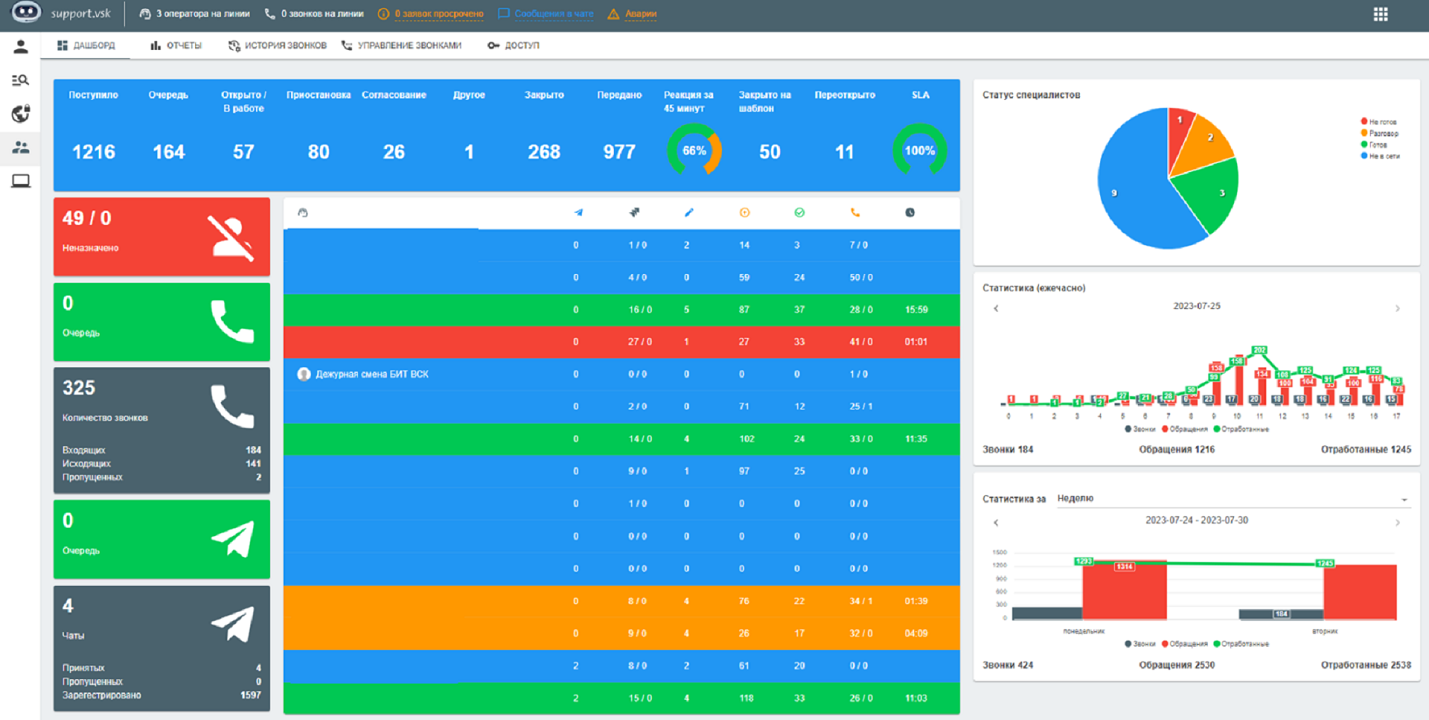 support.vsk 3 оператора на линии 0 звонков на линии 0 заявок просрочено Сообщения в чате Аварии
ДАШБОРД ОТЧЕТЫ ИСТОРИЯ ЗВОНКОВ УПРАВЛЕНИЕ ЗВОНКАМИ ДОСТУП
Поступило Очередь Открыто / В работе Приостановка Согласование Другое Закрыто Передано Реакция за 45 минут Закрыто на шаблон Переоткрыто SLA
1216 164 57 80 26 1 268 977 66% 50 11 100%
49 / 0
Неназначено
0
Очередь
325
Количество звонков
Входящих 184
Исходящих 141
Пропущенных 2
0
Очередь
4
Чаты
Принятых 4
Пропущенных 0
Зарегестрировано 1597
0 1 / 0 2 14 3 7 / 0
0 4 / 0 0 59 24 50 / 0
0 16 / 0 5 87 37 28 / 0 15:59
0 27 / 0 1 27 33 41 / 0 01:01
Дежурная смена БИТ ВСК 0 0 / 0 0 0 0 1 / 0
0 2 / 0 0 71 12 25 / 1
0 14 / 0 4 102 24 33 / 0 11:35
0 9 / 0 1 97 25 0 / 0
0 1 / 0 0 0 0 0 / 0
0 0 / 0 0 0 0 0 / 0
0 0 / 0 0 0 0 0 / 0
0 8 / 0 4 76 22 34 / 1 01:39
0 9 / 0 4 26 17 32 / 0 04:09
2 8 / 0 2 61 20 0 / 0
2 15 / 0 4 118 33 26 / 0 11:03
Статус специалистов
1
2
3
9
Не готов
Разговор
Готов
Не в сети
Статистика (ежечасно)
2023-07-25
202
158
150
134
125
124 125
0 1 2 3 4 5 6 7 8 9 10 11 12 13 14 15 16 17
Звонки Обращения Отработанные
Звонки 184 Обращения 1216 Отработанные 1245
Статистика за Неделю
2023-07-24 - 2023-07-30
1500
1200
900
600
300
0
1293 1314 1245
184
понедельник вторник
Звонки Обращения Отработанные
Звонки 424 Обращения 2530 Отработанные 2538